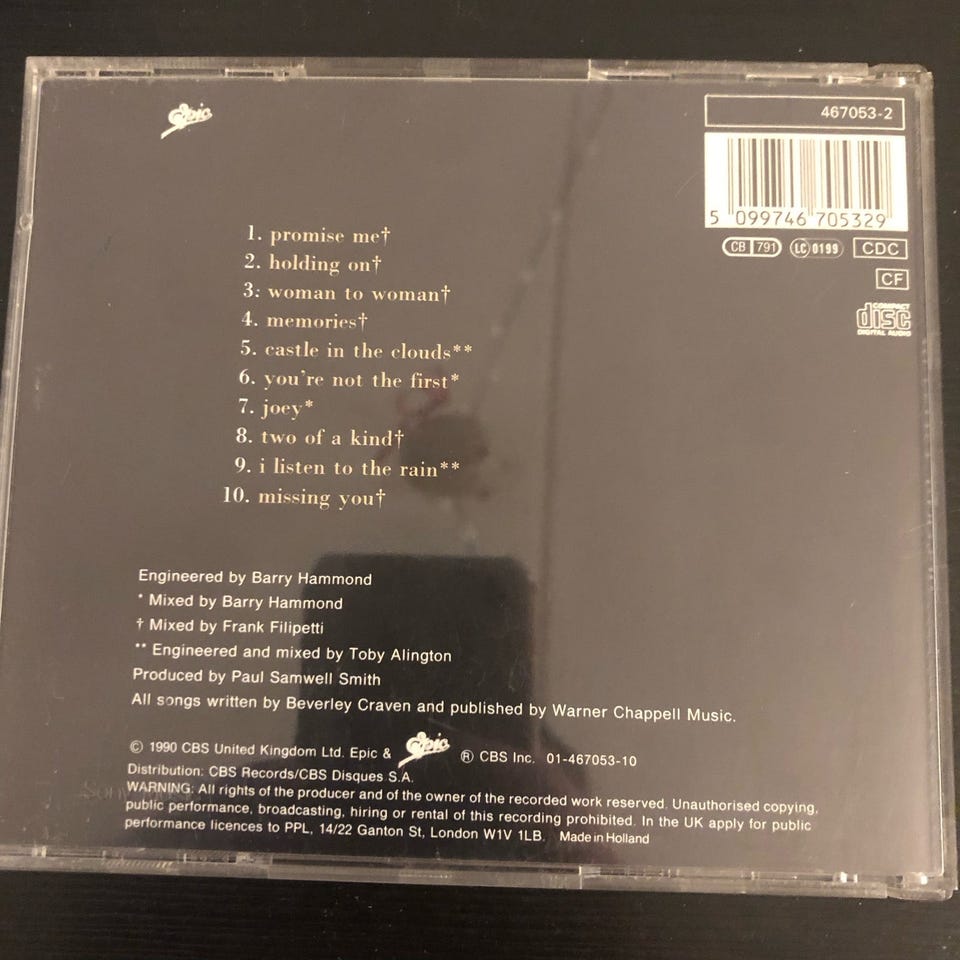 Epic
467053-2
5 099746 705329
CB 791 LC 0199 CDC
CF
COMPACT
disc
DIGITAL AUDIO
1. promise me†
2. holding on†
3. woman to woman†
4. memories†
5. castle in the clouds**
6. you're not the first*
7. joey*
8. two of a kind†
9. i listen to the rain**
10. missing you†
Engineered by Barry Hammond
* Mixed by Barry Hammond
† Mixed by Frank Filipetti
** Engineered and mixed by Toby Alington
Produced by Paul Samwell Smith
All songs written by Beverley Craven and published by Warner Chappell Music.
© 1990 CBS United Kingdom Ltd. Epic & Epic ® CBS Inc. 01-467053-10
Distribution: CBS Records/CBS Disques S.A.
WARNING: All rights of the producer and of the owner of the recorded work reserved. Unauthorised copying,
public performance, broadcasting, hiring or rental of this recording prohibited. In the UK apply for public
performance licences to PPL, 14/22 Ganton St, London W1V 1LB. Made in Holland